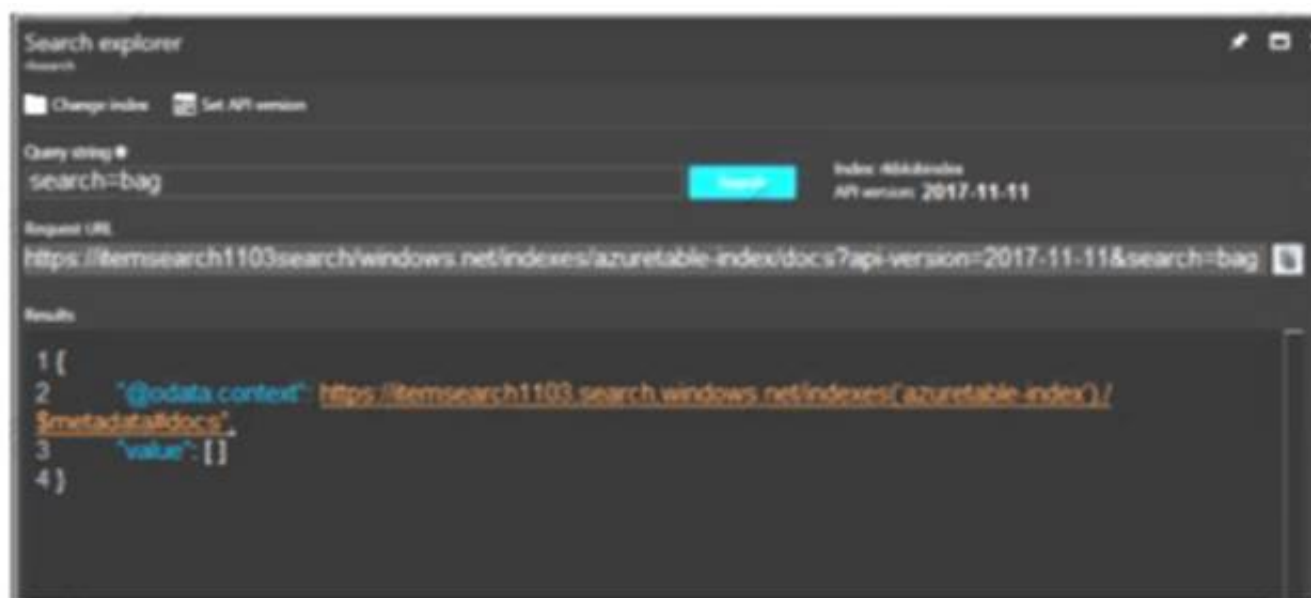 Search explorer
Change index Set API version
Query string
search=bag
Search
Index:
API version: 2017-11-11
Request URL
https://itemsearch1103search/windows.net/indexes/azuretable-index/docs?api-version=2017-11-11&search=bag
Results
1 {
2 "@odata.context": https://itemsearch1103.search.windows.net/indexes('azuretable-index')/
$metadatalldocs",
3 "value": []
4 }